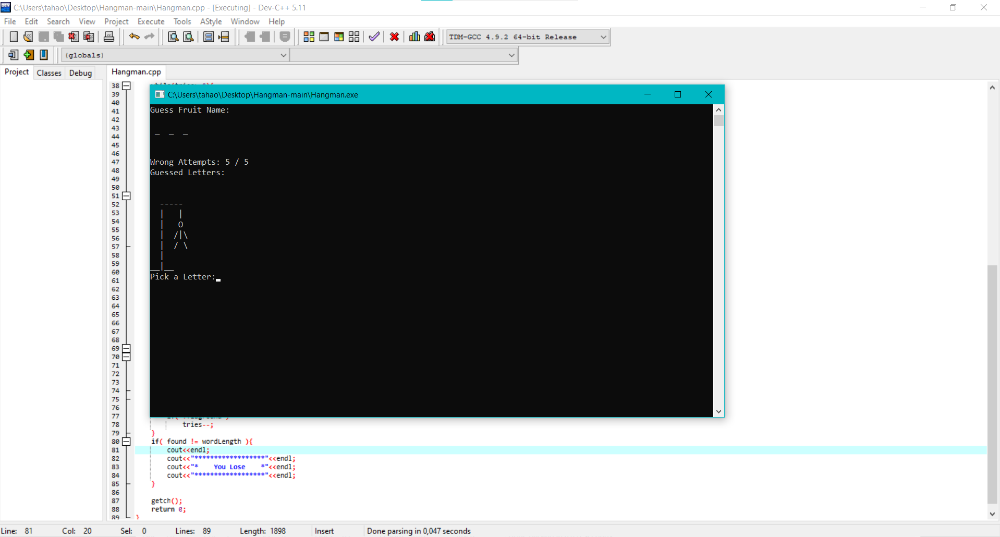 C:\Users\tahao\Desktop\Hangman-main\Hangman.cpp - [Executing] - Dev-C++ 5.11
File Edit Search View Project Execute Tools AStyle Window Help
TDM-GCC 4.9.2 64-bit Release
(globals)
Project Classes Debug
Hangman.cpp
38
39
40
41
42
43
44
45
46
47
48
49
50
51
52
53
54
55
56
57
58
59
60
61
62
63
64
65
66
67
68
69
70
71
72
73
74
75
76
77
78 tries--;
79 }
80 if( found != wordLength ){
81 cout<<endl;
82 cout<<"******************"<<endl;
83 cout<<"*    You Lose    *"<<endl;
84 cout<<"******************"<<endl;
85 }
86
87 getch();
88 return 0;
89 }
C:\Users\tahao\Desktop\Hangman-main\Hangman.exe
Guess Fruit Name:
_  _  _
Wrong Attempts: 5 / 5
Guessed Letters:
  -----
  |   |
  |   O
  |  /|\
  |  / \
  |
__|__
Pick a Letter:
Line: 81 Col: 20 Sel: 0 Lines: 89 Length: 1898 Insert Done parsing in 0,047 seconds